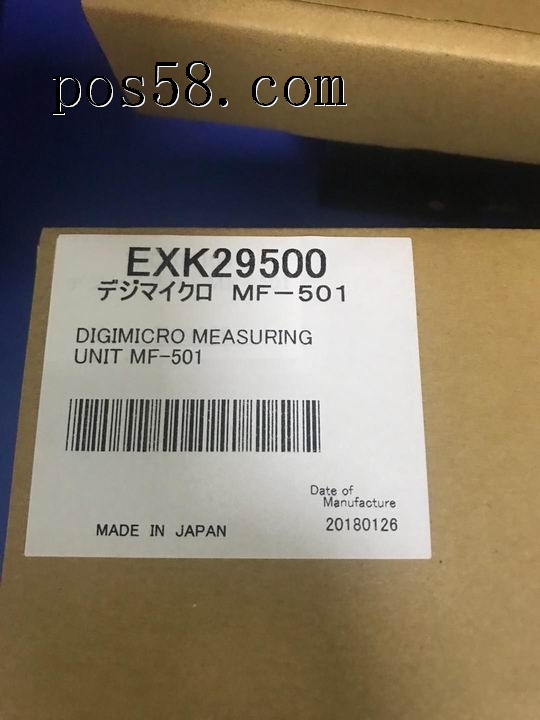 pos58.com
EXK29500
デジマイクロ MF-501
DIGIMICRO MEASURING
UNIT MF-501
Date of
Manufacture
MADE IN JAPAN
20180126